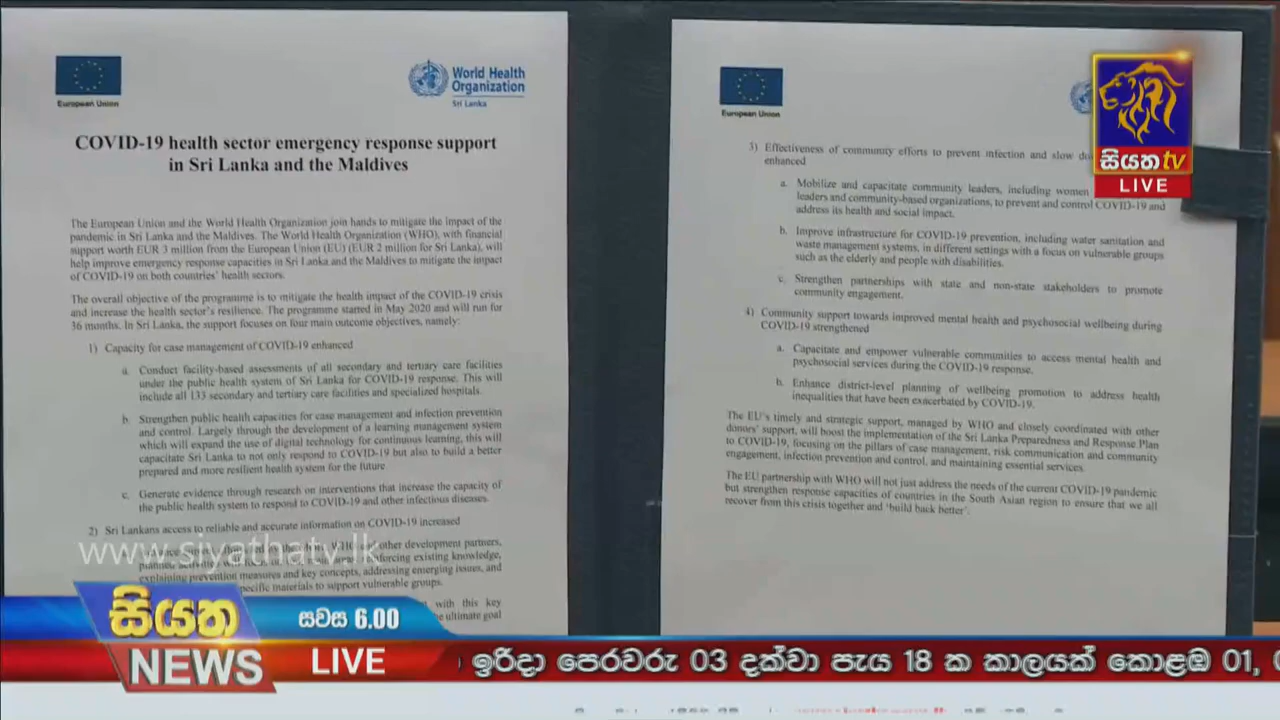 European Union
World Health
Organization
Sri Lanka
COVID-19 health sector emergency response support
in Sri Lanka and the Maldives
The European Union and the World Health Organization join hands to mitigate the impact of the
pandemic in Sri Lanka and the Maldives. The World Health Organization (WHO), with financial
support worth EUR 3 million from the European Union (EU) (EUR 2 million for Sri Lanka), will
help improve emergency response capacities in Sri Lanka and the Maldives to mitigate the impact
of COVID-19 on both countries' health sectors.
The overall objective of the programme is to mitigate the health impact of the COVID-19 crisis
and increase the health sector's resilience. The programme started in May 2020 and will run for
36 months. In Sri Lanka, the support focuses on four main outcome objectives, namely:
1) Capacity for case management of COVID-19 enhanced
a. Conduct facility-based assessments of all secondary and tertiary care facilities
under the public health system of Sri Lanka for COVID-19 response. This will
include all 133 secondary and tertiary care facilities and specialized hospitals.
b. Strengthen public health capacities for case management and infection prevention
and control. Largely through the development of a learning management system
which will expand the use of digital technology for continuous learning, this will
capacitate Sri Lanka to not only respond to COVID-19 but also to build a better
prepared and more resilient health system for the future
c. Generate evidence through research on interventions that increase the capacity of
the public health system to respond to COVID-19 and other infectious diseases.
2) Sri Lankans access to reliable and accurate information on COVID-19 increased
WHO other development partners,
existing knowledge,
explaining prevention measures and key concepts, addressing emerging issues, and
specific materials to support vulnerable groups.
with this key
ultimate goal
European Union
3) Effectiveness of community efforts to prevent infection and slow
enhanced
a. Mobilize and capacitate community leaders, including women
leaders and community-based organizations, to prevent and control COVID-19 and
address its health and social impact.
b. Improve infrastructure for COVID-19 prevention, including water sanitation and
waste management systems, in different settings with a focus on vulnerable groups
such as the elderly and people with disabilities.
c. Strengthen partnerships with state and non-state stakeholders to promote
community engagement.
4) Community support towards improved mental health and psychosocial wellbeing during
COVID-19 strengthened
a. Capacitate and empower vulnerable communities to access mental health and
psychosocial services during the COVID-19 response.
b. Enhance district-level planning of wellbeing promotion to address health
inequalities that have been exacerbated by COVID-19.
The EU's timely and strategic support, managed by WHO and closely coordinated with other
donors' support, will boost the implementation of the Sri Lanka Preparedness and Response Plan
to COVID-19, focusing on the pillars of case management, risk communication and community
engagement, infection prevention and control, and maintaining essential services.
The EU partnership with WHO will not just address the needs of the current COVID-19 pandemic
but strengthen response capacities of countries in the South Asian region to ensure that we all
recover from this crisis together and 'build back better'.
සියත tv
LIVE
www.siyathatv.lk
සියත
NEWS
සවස 6.00
LIVE
ඉරිදා පෙරවරු 03 දක්වා පැය 18 ක කාලයක් කොළඹ 01,